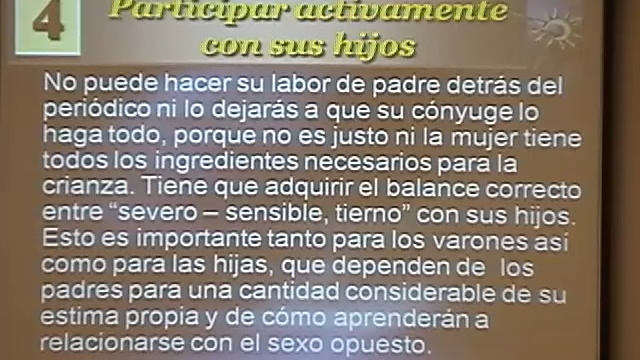 4
Participar activamente
con sus hijos
No puede hacer su labor de padre detrás del
periódico ni lo dejarás a que su cónyuge lo
haga todo, porque no es justo ni la mujer tiene
todos los ingredientes necesarios para la
crianza. Tiene que adquirir el balance correcto
entre “severo – sensible, tierno” con sus hijos.
Esto es importante tanto para los varones así
como para las hijas, que dependen de los
padres para una cantidad considerable de su
estima propia y de cómo aprenderán a
relacionarse con el sexo opuesto.